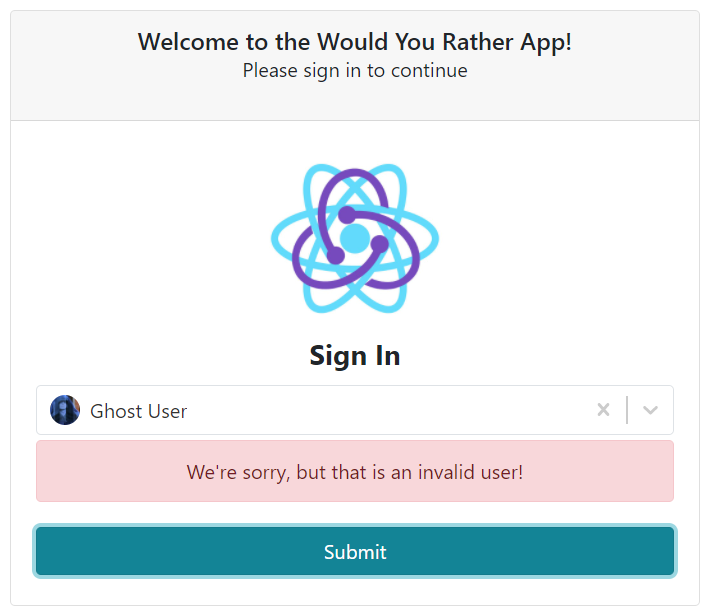 Welcome to the Would You Rather App!
Please sign in to continue
Sign In
Ghost User
We're sorry, but that is an invalid user!
Submit